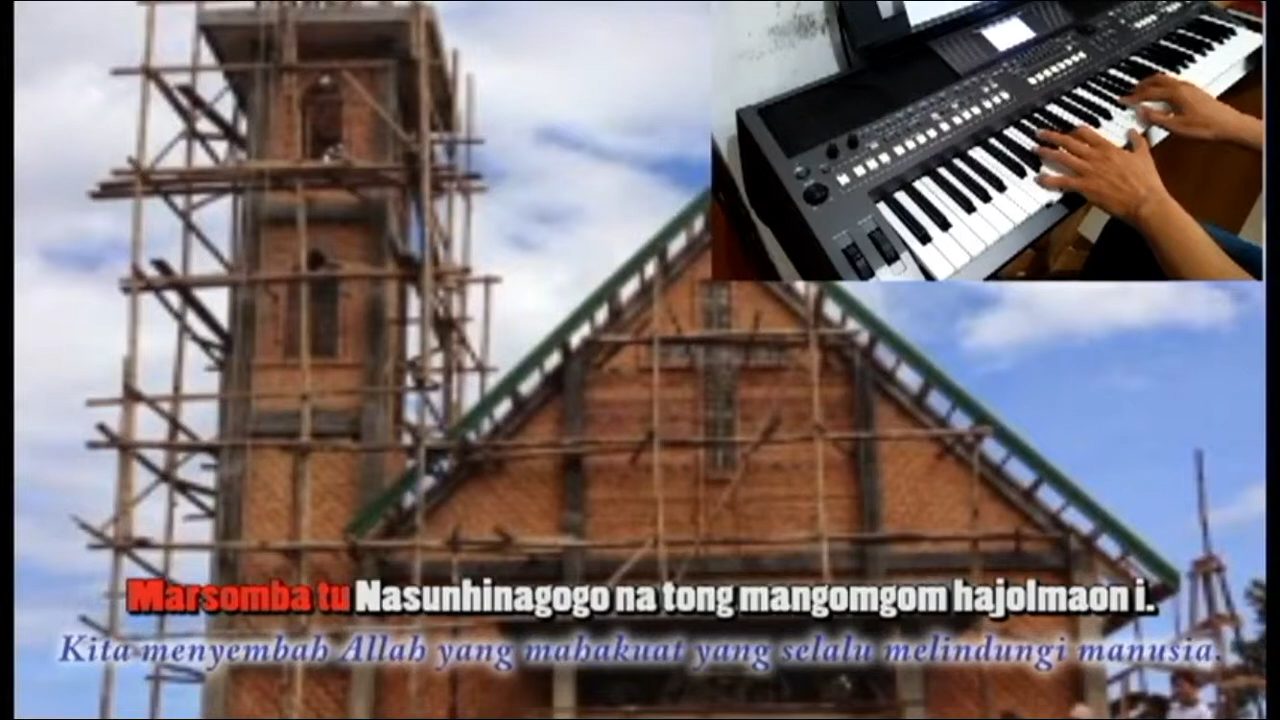 Marsomba tu Nasunhinagogo na tong mangomgom hajolmaon i.
Kita menyembah Allah yang mahakuat yang selalu melindungi manusia.